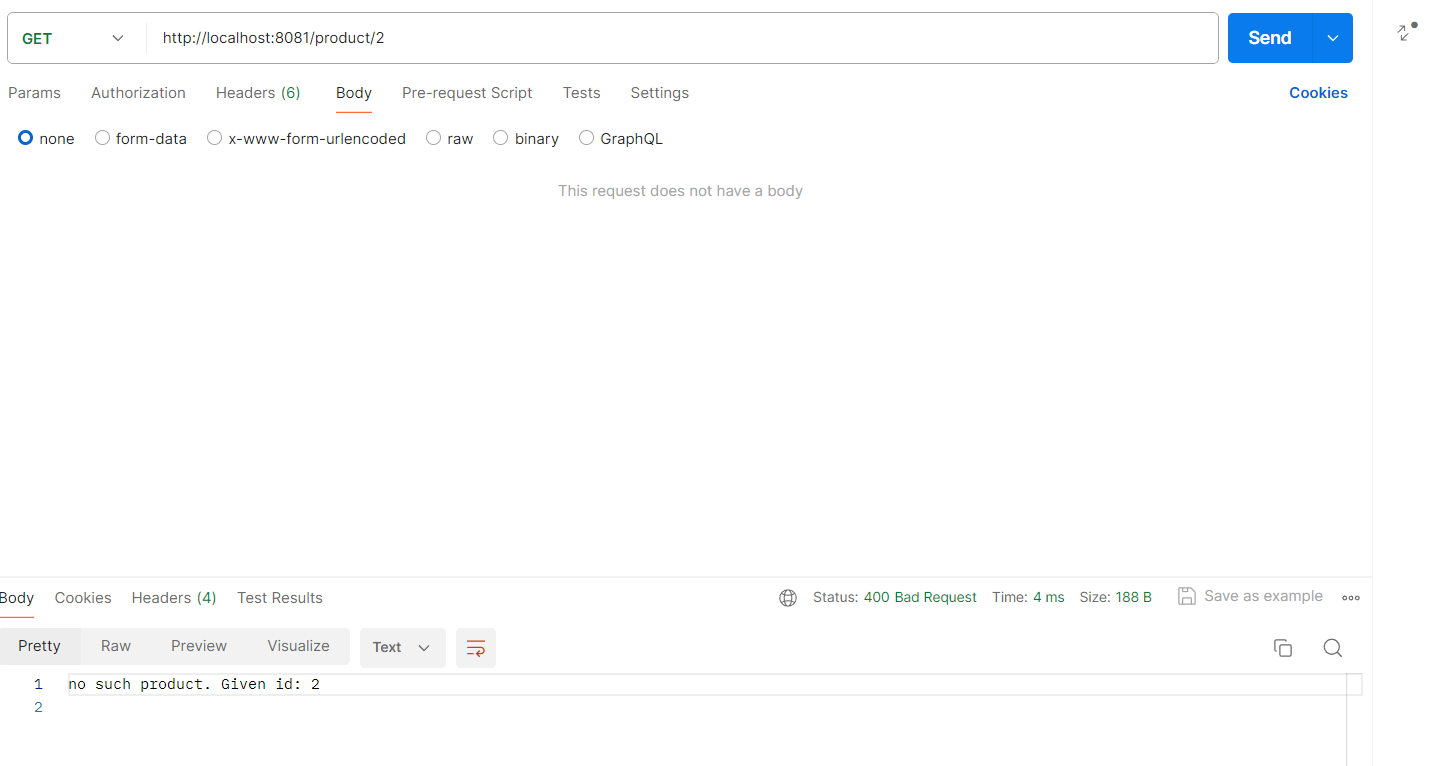 GET http://localhost:8081/product/2 Send
Params Authorization Headers (6) Body Pre-request Script Tests Settings Cookies
none form-data x-www-form-urlencoded raw binary GraphQL
This request does not have a body
Body Cookies Headers (4) Test Results Status: 400 Bad Request Time: 4 ms Size: 188 B Save as example
Pretty Raw Preview Visualize Text
1 no such product. Given id: 2
2